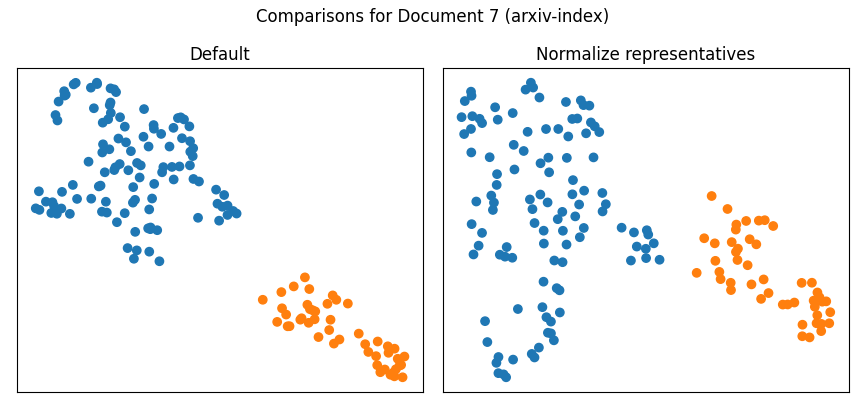 Comparisons for Document 7 (arxiv-index)
Default
Normalize representatives